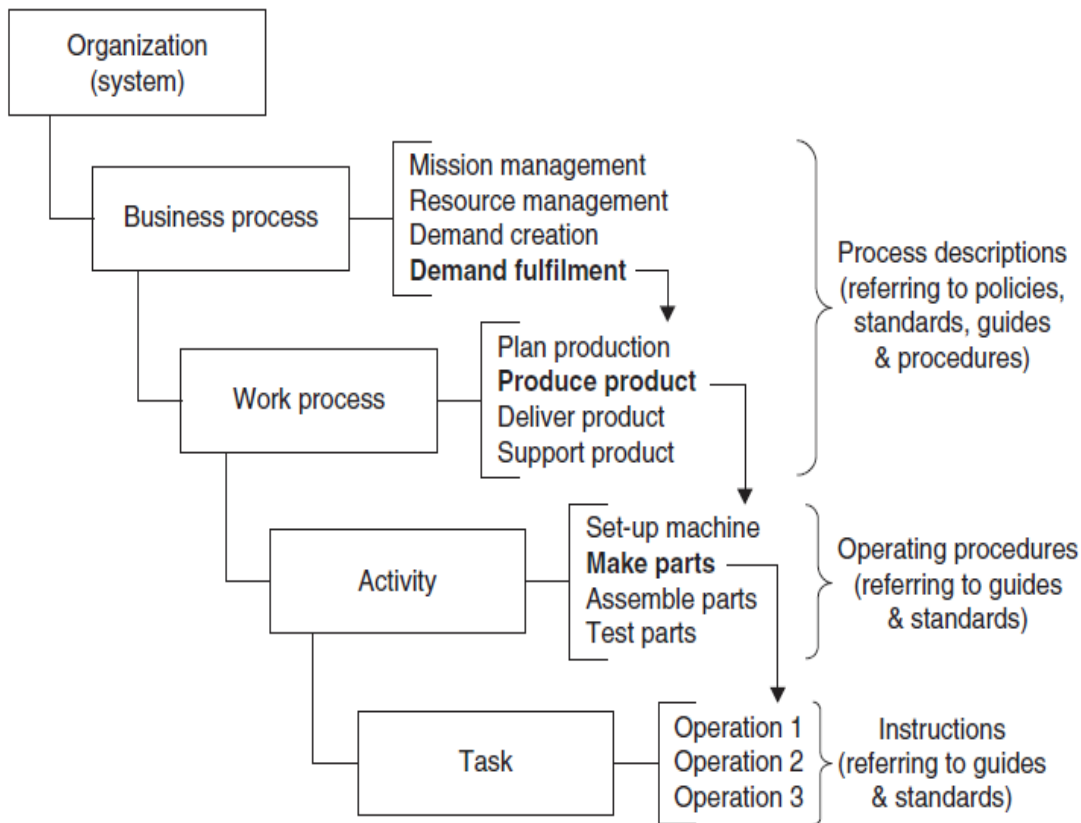 Organization
(system)
Business process
Mission management
Resource management
Demand creation
Demand fulfilment
Process descriptions
(referring to policies,
standards, guides
& procedures)
Work process
Plan production
Produce product
Deliver product
Support product
Activity
Set-up machine
Make parts
Assemble parts
Test parts
Operating procedures
(referring to guides
& standards)
Task
Operation 1
Operation 2
Operation 3
Instructions
(referring to guides
& standards)